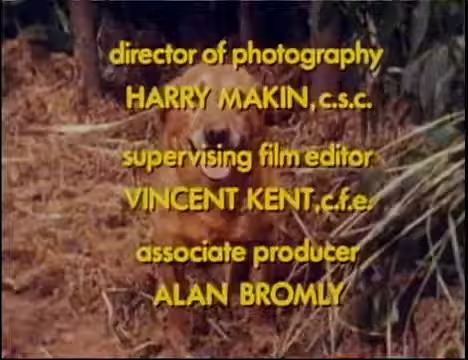 director of photography
HARRY MAKIN, c.s.c.
supervising film editor
VINCENT KENT, c.f.e.
associate producer
ALAN BROMLY